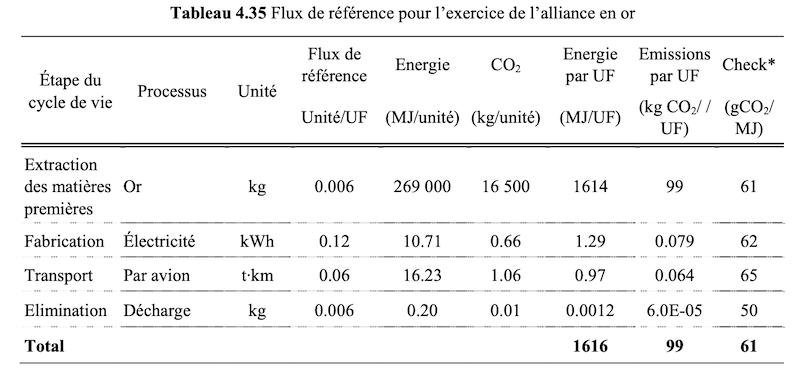 Tableau 4.35 Flux de référence pour l'exercice de l'alliance en or
Étape du cycle de vie Processus Unité Flux de référence Energie CO₂ Energie par UF Emissions par UF Check*
Unité/UF (MJ/unité) (kg/unité) (MJ/UF) (kg CO₂/ / UF) (gCO₂/ MJ)
Extraction des matières premières Or kg 0.006 269 000 16 500 1614 99 61
Fabrication Électricité kWh 0.12 10.71 0.66 1.29 0.079 62
Transport Par avion t·km 0.06 16.23 1.06 0.97 0.064 65
Elimination Décharge kg 0.006 0.20 0.01 0.0012 6.0E-05 50
Total 1616 99 61